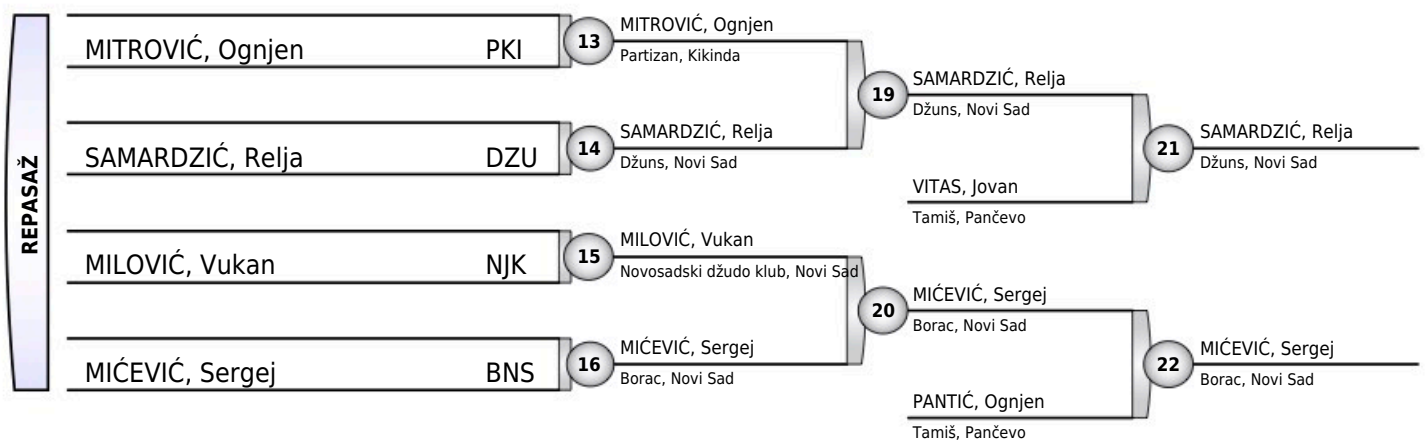 REPASAŽ
MITROVIĆ, Ognjen PKI
SAMARDZIĆ, Relja DZU
MILOVIĆ, Vukan NJK
MIĆEVIĆ, Sergej BNS
13
MITROVIĆ, Ognjen
Partizan, Kikinda
14
SAMARDZIĆ, Relja
Džuns, Novi Sad
15
MILOVIĆ, Vukan
Novosadski džudo klub, Novi Sad
16
MIĆEVIĆ, Sergej
Borac, Novi Sad
19
SAMARDZIĆ, Relja
Džuns, Novi Sad
VITAS, Jovan
Tamiš, Pančevo
20
MIĆEVIĆ, Sergej
Borac, Novi Sad
PANTIĆ, Ognjen
Tamiš, Pančevo
21
SAMARDZIĆ, Relja
Džuns, Novi Sad
22
MIĆEVIĆ, Sergej
Borac, Novi Sad